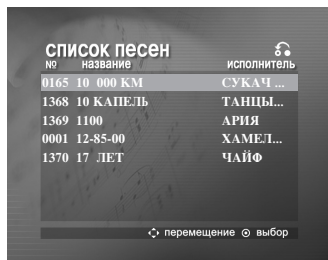 список песен
№ название исполнитель
0165 10 000 КМ СУКАЧ ...
1368 10 КАПЕЛЬ ТАНЦЫ...
1369 1100 АРИЯ
0001 12-85-00 ХАМЕЛ...
1370 17 ЛЕТ ЧАЙФ
перемещение выбор